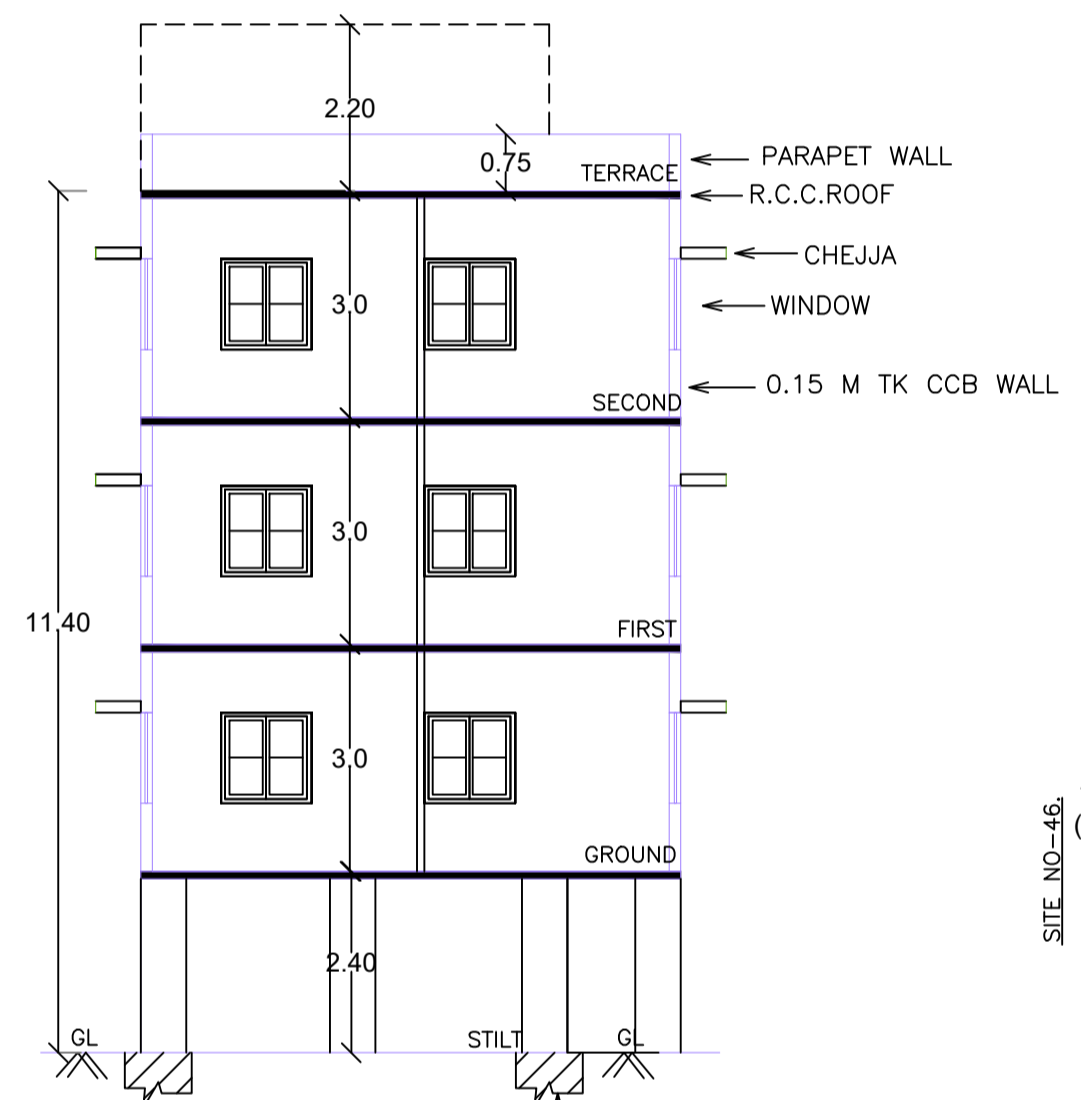 2.20
0.75
TERRACE
PARAPET WALL
R.C.C.ROOF
CHEJJA
3.0
WINDOW
0.15 M TK CCB WALL
SECOND
3.0
11.40
FIRST
3.0
GROUND
SITE NO-46.
(
2.40
GL
STILT
GL